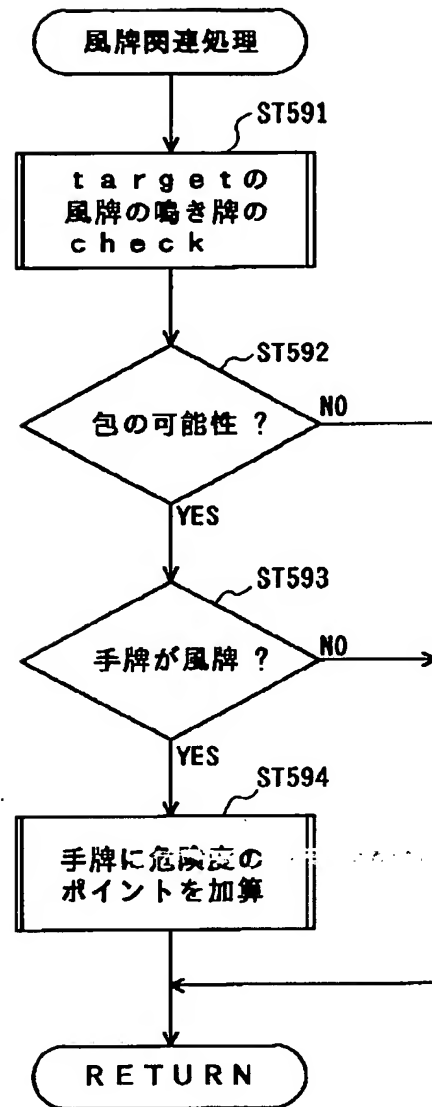 風牌関連処理
ST591
targetの
風牌の鳴き牌の
check
ST592
包の可能性?
NO
YES
ST593
手牌が風牌?
NO
YES
ST594
手牌に危険度の
ポイントを加算
RETURN